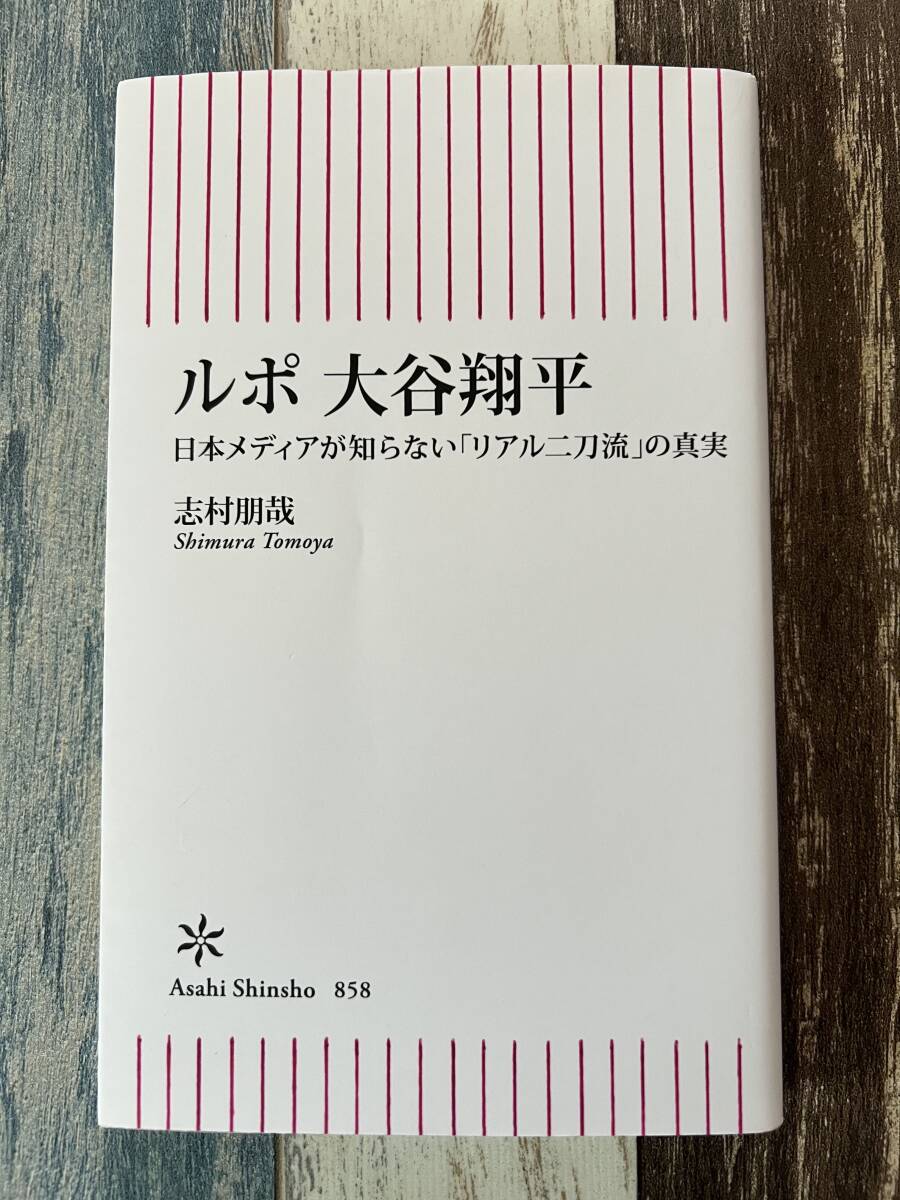 ルポ 大谷翔平
日本メディアが知らない「リアル二刀流」の真実
志村朋哉
Shimura Tomoya
Asahi Shinsho 858